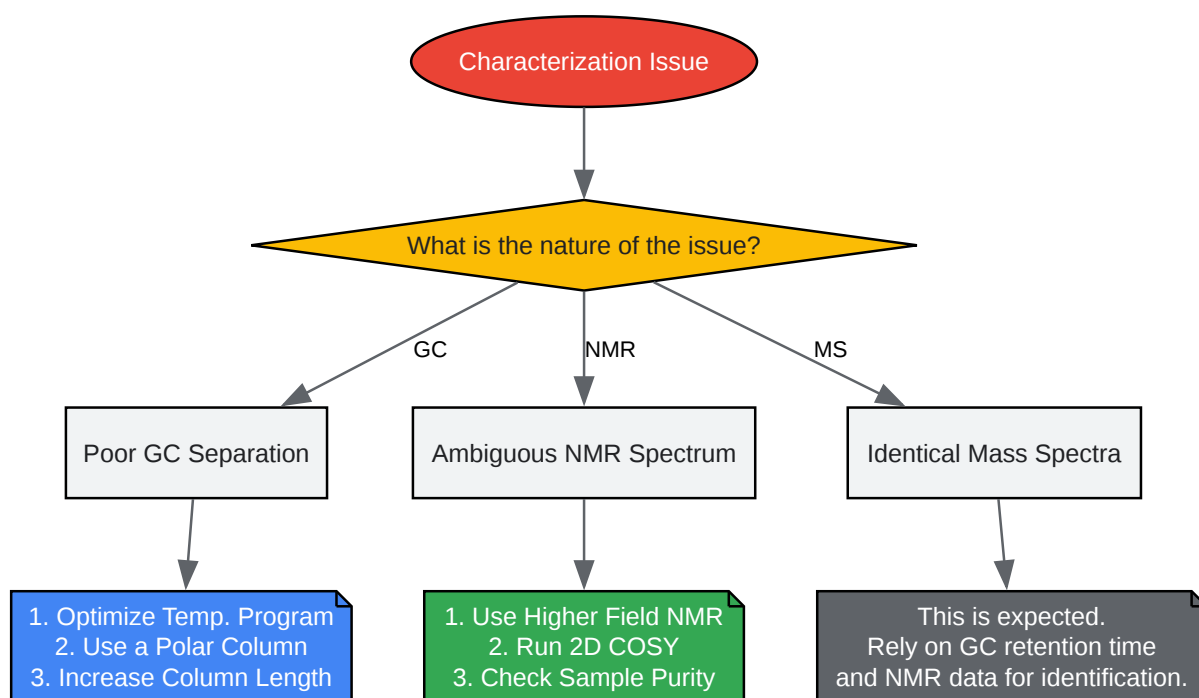 Characterization Issue
What is the nature of the issue?
GC
NMR
MS
Poor GC Separation
Ambiguous NMR Spectrum
Identical Mass Spectra
1. Optimize Temp. Program
2. Use a Polar Column
3. Increase Column Length
1. Use Higher Field NMR
2. Run 2D COSY
3. Check Sample Purity
This is expected.
Rely on GC retention time
and NMR data for identification.